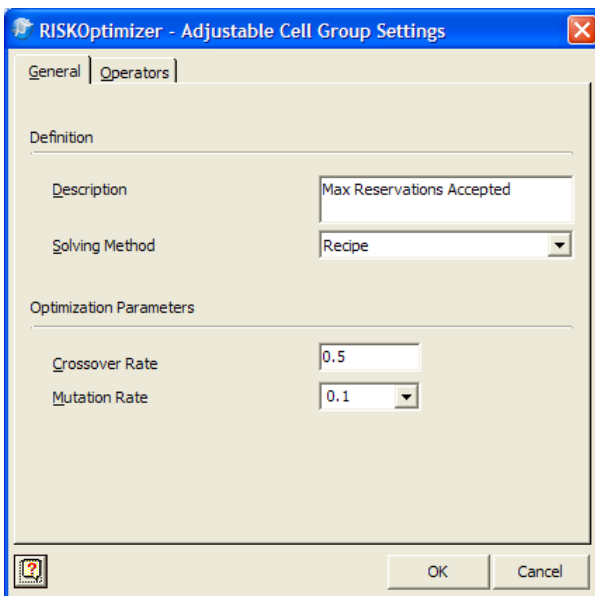 RISKOptimizer - Adjustable Cell Group Settings
General Operators
Definition
Description Max Reservations Accepted
Solving Method Recipe
Optimization Parameters
Crossover Rate 0.5
Mutation Rate 0.1
? OK Cancel